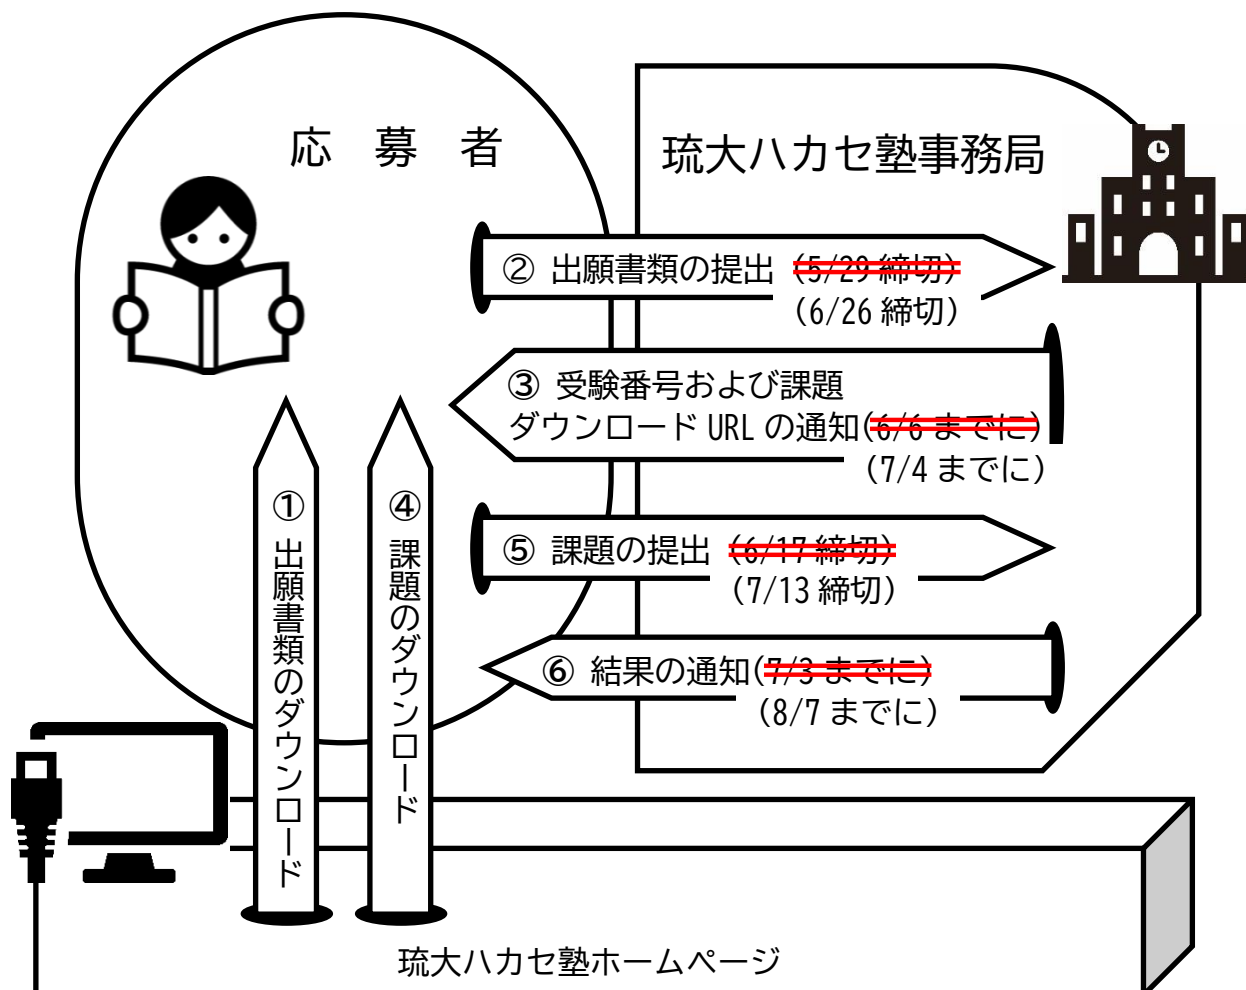 応 募 者
琉大ハカセ塾事務局
② 出願書類の提出 (5/29 締切)
(6/26 締切)
③ 受験番号および課題
ダウンロード URL の通知(6/6 までに)
(7/4 までに)
① 出願書類のダウンロード
④ 課題のダウンロード
⑤ 課題の提出 (6/17 締切)
(7/13 締切)
⑥ 結果の通知(7/3 までに)
(8/7 までに)
琉大ハカセ塾ホームページ